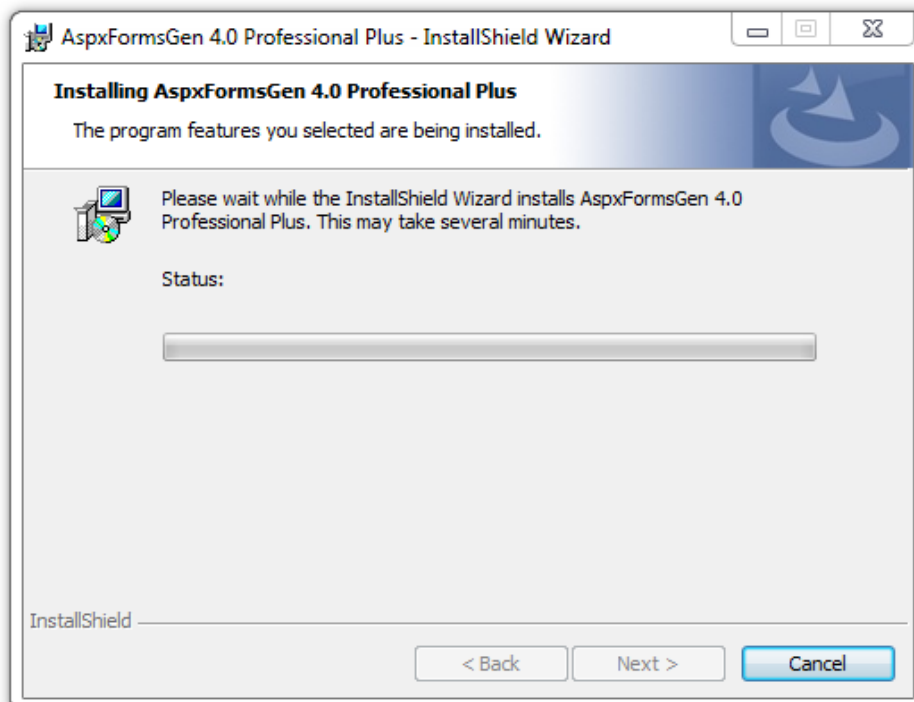 AspxFormsGen 4.0 Professional Plus - InstallShield Wizard
Installing AspxFormsGen 4.0 Professional Plus
The program features you selected are being installed.
Please wait while the InstallShield Wizard installs AspxFormsGen 4.0
Professional Plus. This may take several minutes.
Status:
InstallShield
< Back
Next >
Cancel